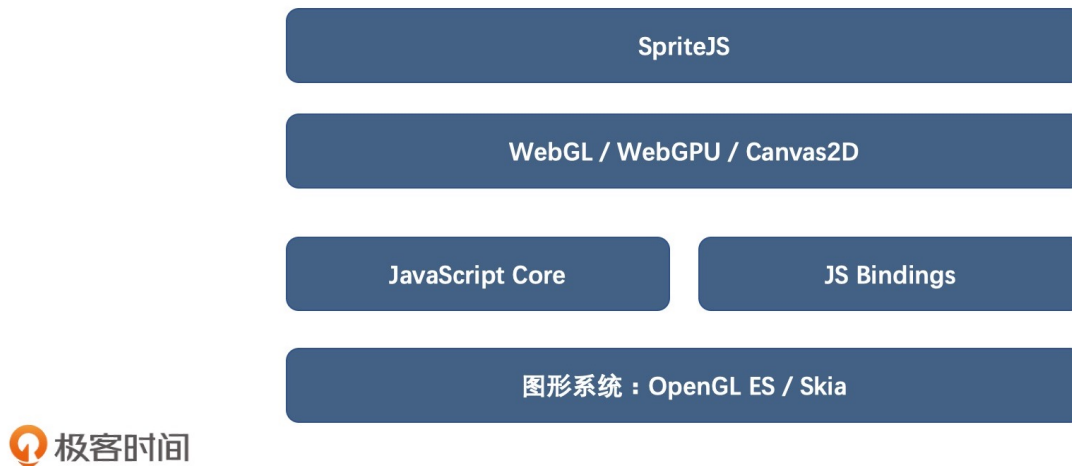 SpriteJS
WebGL / WebGPU / Canvas2D
JavaScript Core
JS Bindings
图形系统：OpenGL ES / Skia
极客时间